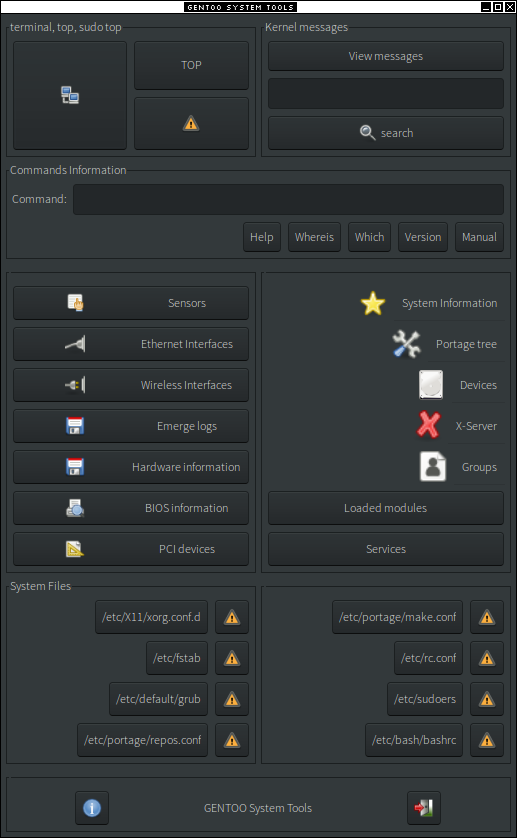 GENTOO SYSTEM TOOLS
terminal, top, sudo top
TOP
Kernel messages
View messages
search
Commands Information
Command:
Help Whereis Which Version Manual
Sensors
Ethernet Interfaces
Wireless Interfaces
Emerge logs
Hardware information
BIOS information
PCI devices
System Information
Portage tree
Devices
X-Server
Groups
Loaded modules
Services
System Files
/etc/X11/xorg.conf.d
/etc/fstab
/etc/default/grub
/etc/portage/repos.conf
/etc/portage/make.conf
/etc/rc.conf
/etc/sudoers
/etc/bash/bashrc
GENTOO System Tools